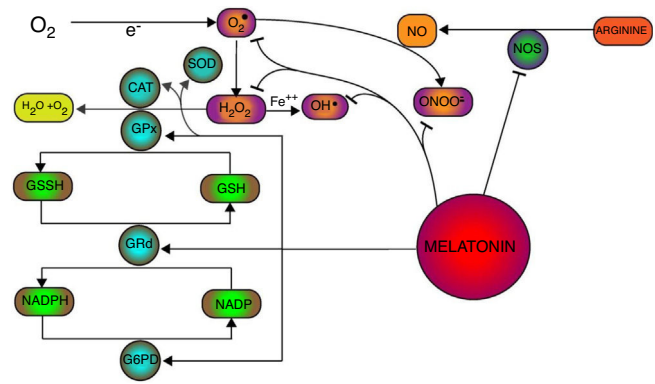 O₂
e-
O₂•
NO
ARGININE
NOS
SOD
CAT
H₂O +O₂
H₂O₂
Fe⁺⁺
OH•
ONOO⁻
GPx
GSSH
GSH
GRd
MELATONIN
NADPH
NADP
G6PD